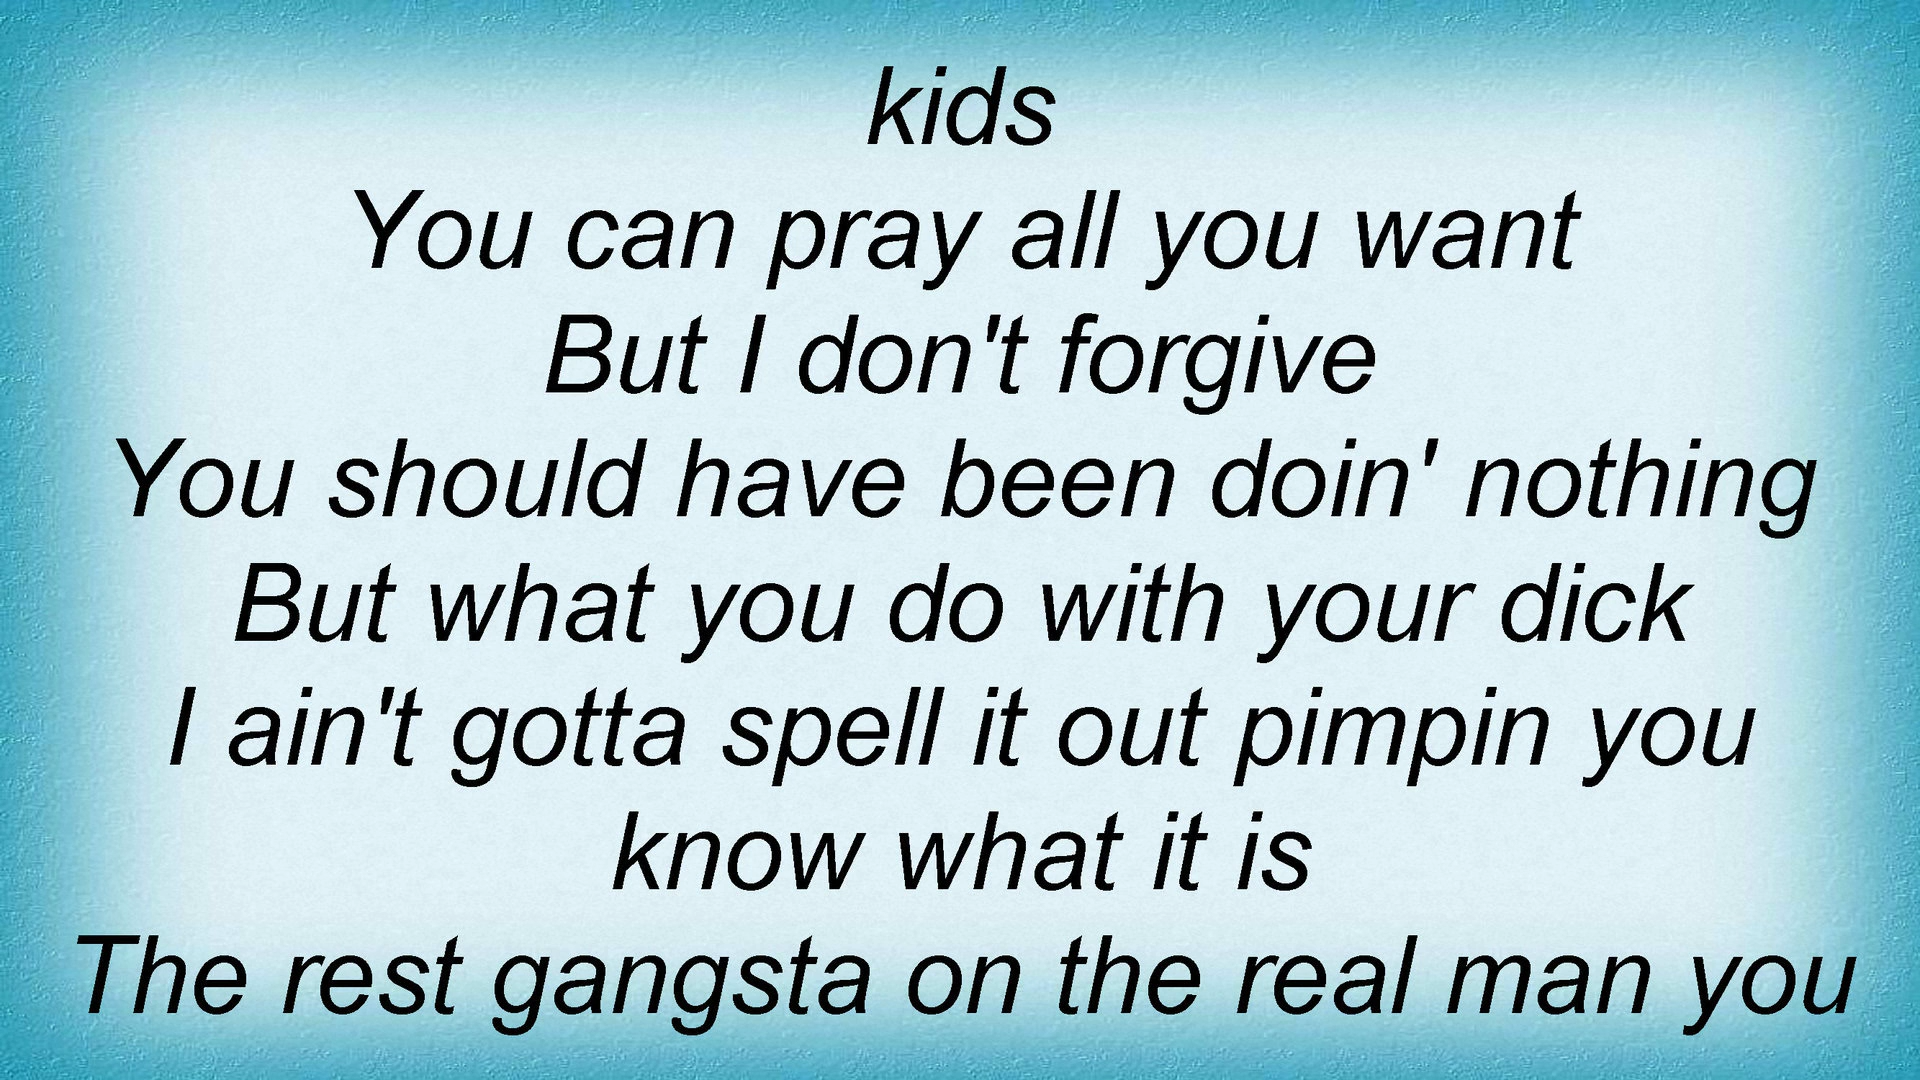 kids
You can pray all you want
But I don't forgive
You should have been doin' nothing
But what you do with your dick
I ain't gotta spell it out pimpin you
know what it is
The rest gangsta on the real man you